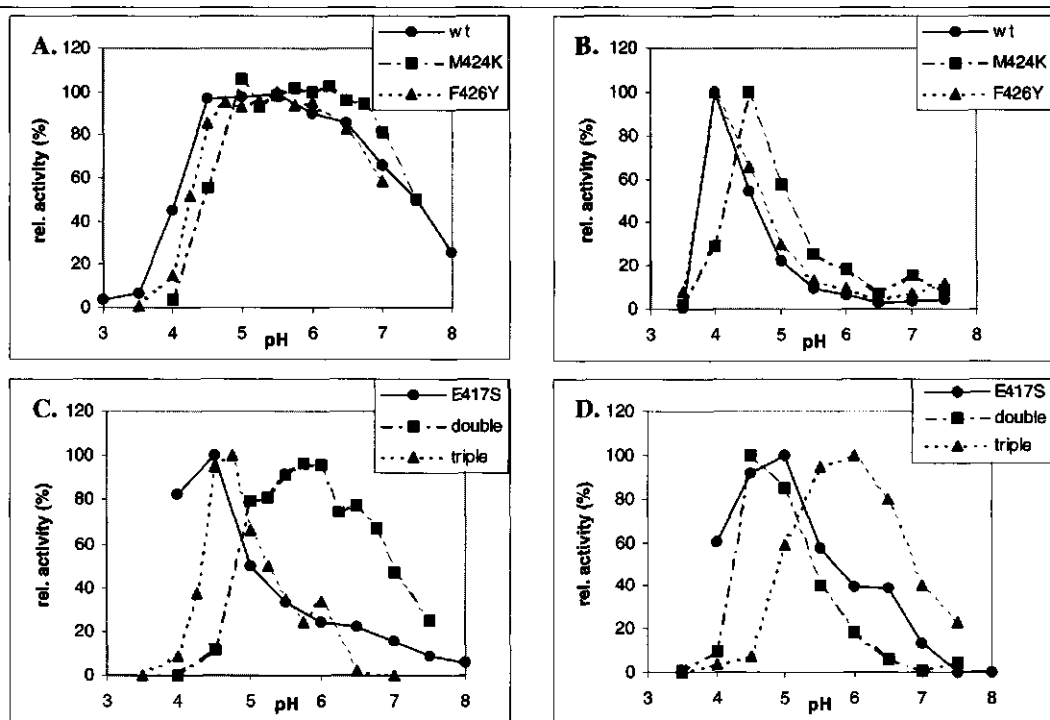 A.
wt
M424K
F426Y
rel. activity (%)
120
100
80
60
40
20
0
3 4 5 6 7 8
pH
B.
wt
M424K
F426Y
rel. activity (%)
120
100
80
60
40
20
0
3 4 5 6 7 8
pH
C.
E417S
double
triple
rel. activity (%)
120
100
80
60
40
20
0
3 4 5 6 7 8
pH
D.
E417S
double
triple
rel. activity (%)
120
100
80
60
40
20
0
3 4 5 6 7 8
pH